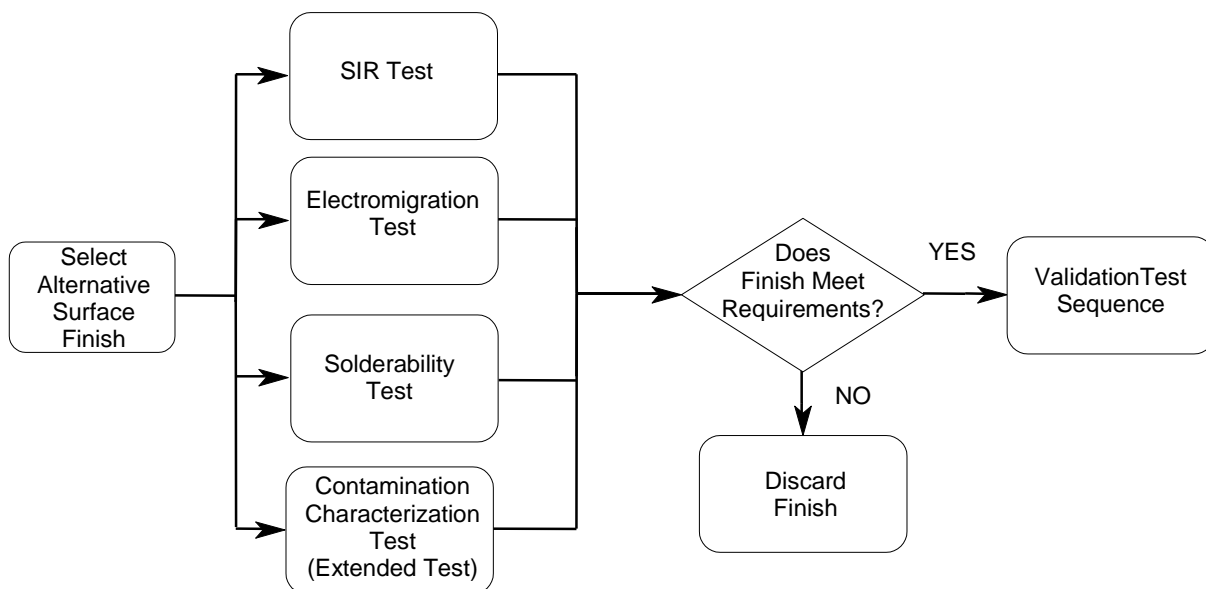 SIR Test
Electromigration
Test
Select
Alternative
Surface
Finish
Solderability
Test
Contamination
Characterization
Test
(Extended Test)
Does
Finish Meet
Requirements?
YES
NO
ValidationTest
Sequence
Discard
Finish